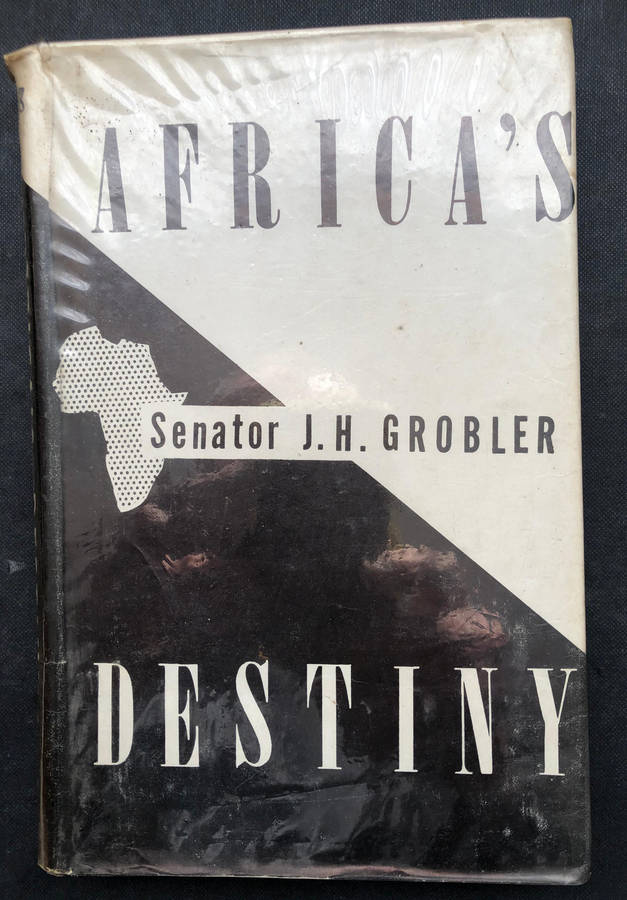 AFRICA'S
Senator J.H. GROBLER
DESTINY